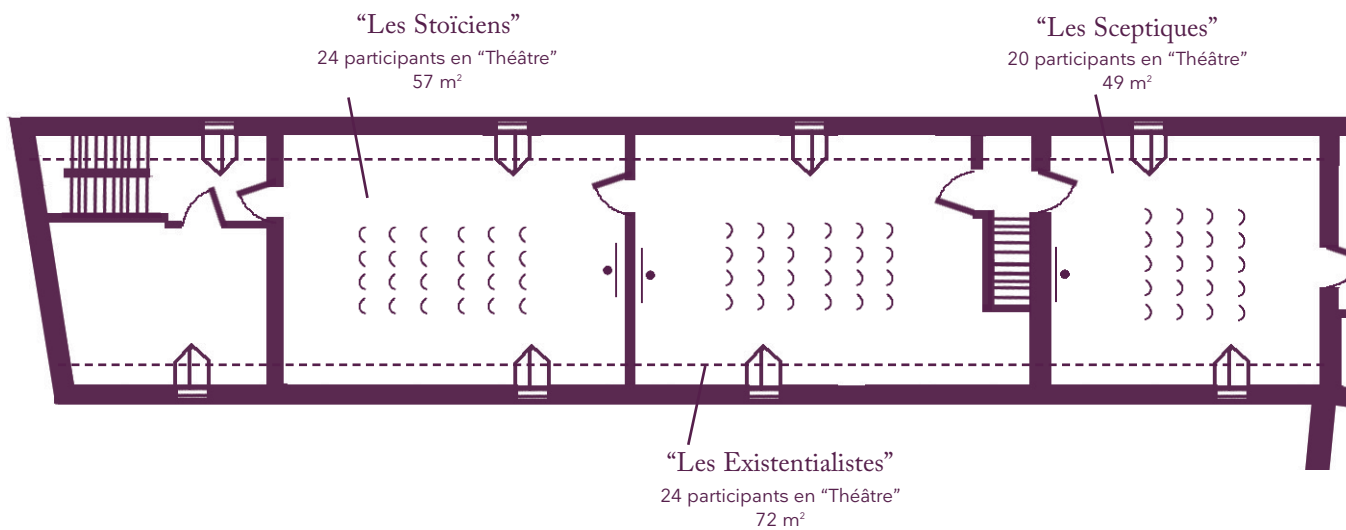 “Les Stoïciens”
24 participants en “Théâtre”
57 m²
“Les Sceptiques”
20 participants en “Théâtre”
49 m²
“Les Existentialistes”
24 participants en “Théâtre”
72 m²